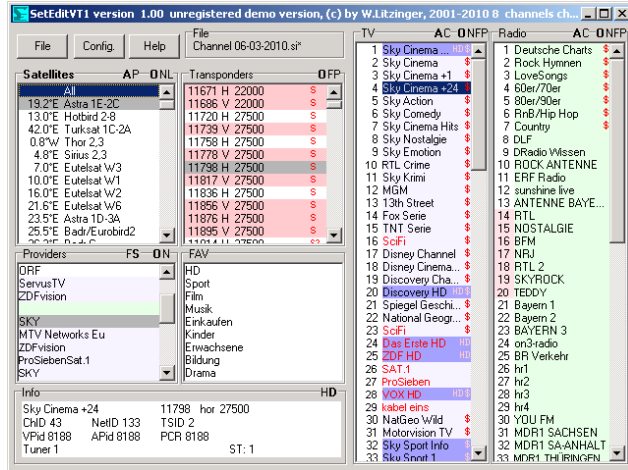 SetEditVT1 version 1.00 unregistered demo version, (c) by W.Litzinger, 2001-2010 8 channels ch...
File Config. Help
File
Channel 06-03-2010.si*
Satellites AP ONL
All
19.2°E Astra 1E-2C
13.0°E Hotbird 2-8
42.0°E Turksat 1C-2A
0.8°W Thor 2,3
4.8°E Sirius 2,3
7.0°E Eutelsat W3
10.0°E Eutelsat W1
16.0°E Eutelsat W2
21.6°E Eutelsat W6
23.5°E Astra 1D-3A
25.5°E Badr/Eurobird2
Transponders OFP
11671 H 22000 S
11686 V 22000 S
11720 H 27500 S
11739 V 27500 S
11758 H 27500 S
11778 V 27500 S
11798 H 27500 S
11817 V 27500 S
11836 H 27500 S
11856 V 27500 S
11876 H 27500 S
11895 V 27500 S
11914 H 27500 S2
Providers FS ON
ORF
ServusTV
ZDFvision
SKY
MTV Networks Eu
ZDFvision
ProSiebenSat.1
SKY
FAV
HD
Sport
Film
Musik
Einkaufen
Kinder
Erwachsene
Bildung
Drama
Info HD
Sky Cinema +24 11798 hor 27500
ChID 43 NetID 133 TSID 2
VPid 8188 APid 8188 PCR 8188
Tuner 1 ST: 1
TV AC ONFP
1 Sky Cinema ... HD $
2 Sky Cinema $
3 Sky Cinema +1 $
4 Sky Cinema +24 $
5 Sky Action $
6 Sky Comedy $
7 Sky Cinema Hits $
8 Sky Nostalgie $
9 Sky Emotion $
10 RTL Crime $
11 Sky Krimi $
12 MGM $
13 13th Street $
14 Fox Serie $
15 TNT Serie $
16 SciFi $
17 Disney Channel $
18 Disney Cinema... $
19 Discovery Cha... $
20 Discovery HD HD $
21 Spiegel Geschi... $
22 National Geogr... $
23 SciFi $
24 Das Erste HD HD
25 ZDF HD HD
26 SAT.1
27 ProSieben
28 VOX HD HD $
29 kabel eins
30 NatGeo Wild $
31 Motorvision TV $
32 Sky Sport Info $
33 Sky Sport 1 $
Radio AC ONFP
1 Deutsche Charts $
2 Rock Hymnen $
3 LoveSongs $
4 60er/70er $
5 80er/90er $
6 RnB/Hip Hop $
7 Country $
8 DLF
9 DRadio Wissen
10 ROCK ANTENNE
11 ERF Radio
12 sunshine live
13 ANTENNE BAYE...
14 RTL
15 NOSTALGIE
16 BFM
17 NRJ
18 RTL 2
19 SKYROCK
20 TEDDY
21 Bayern 1
22 Bayern 2
23 BAYERN 3
24 on3-radio
25 BR Verkehr
26 hr1
27 hr2
28 hr3
29 hr4
30 YOU FM
31 MDR1 SACHSEN
32 MDR1 SA-ANHALT
33 MDR1 THÜRINGEN